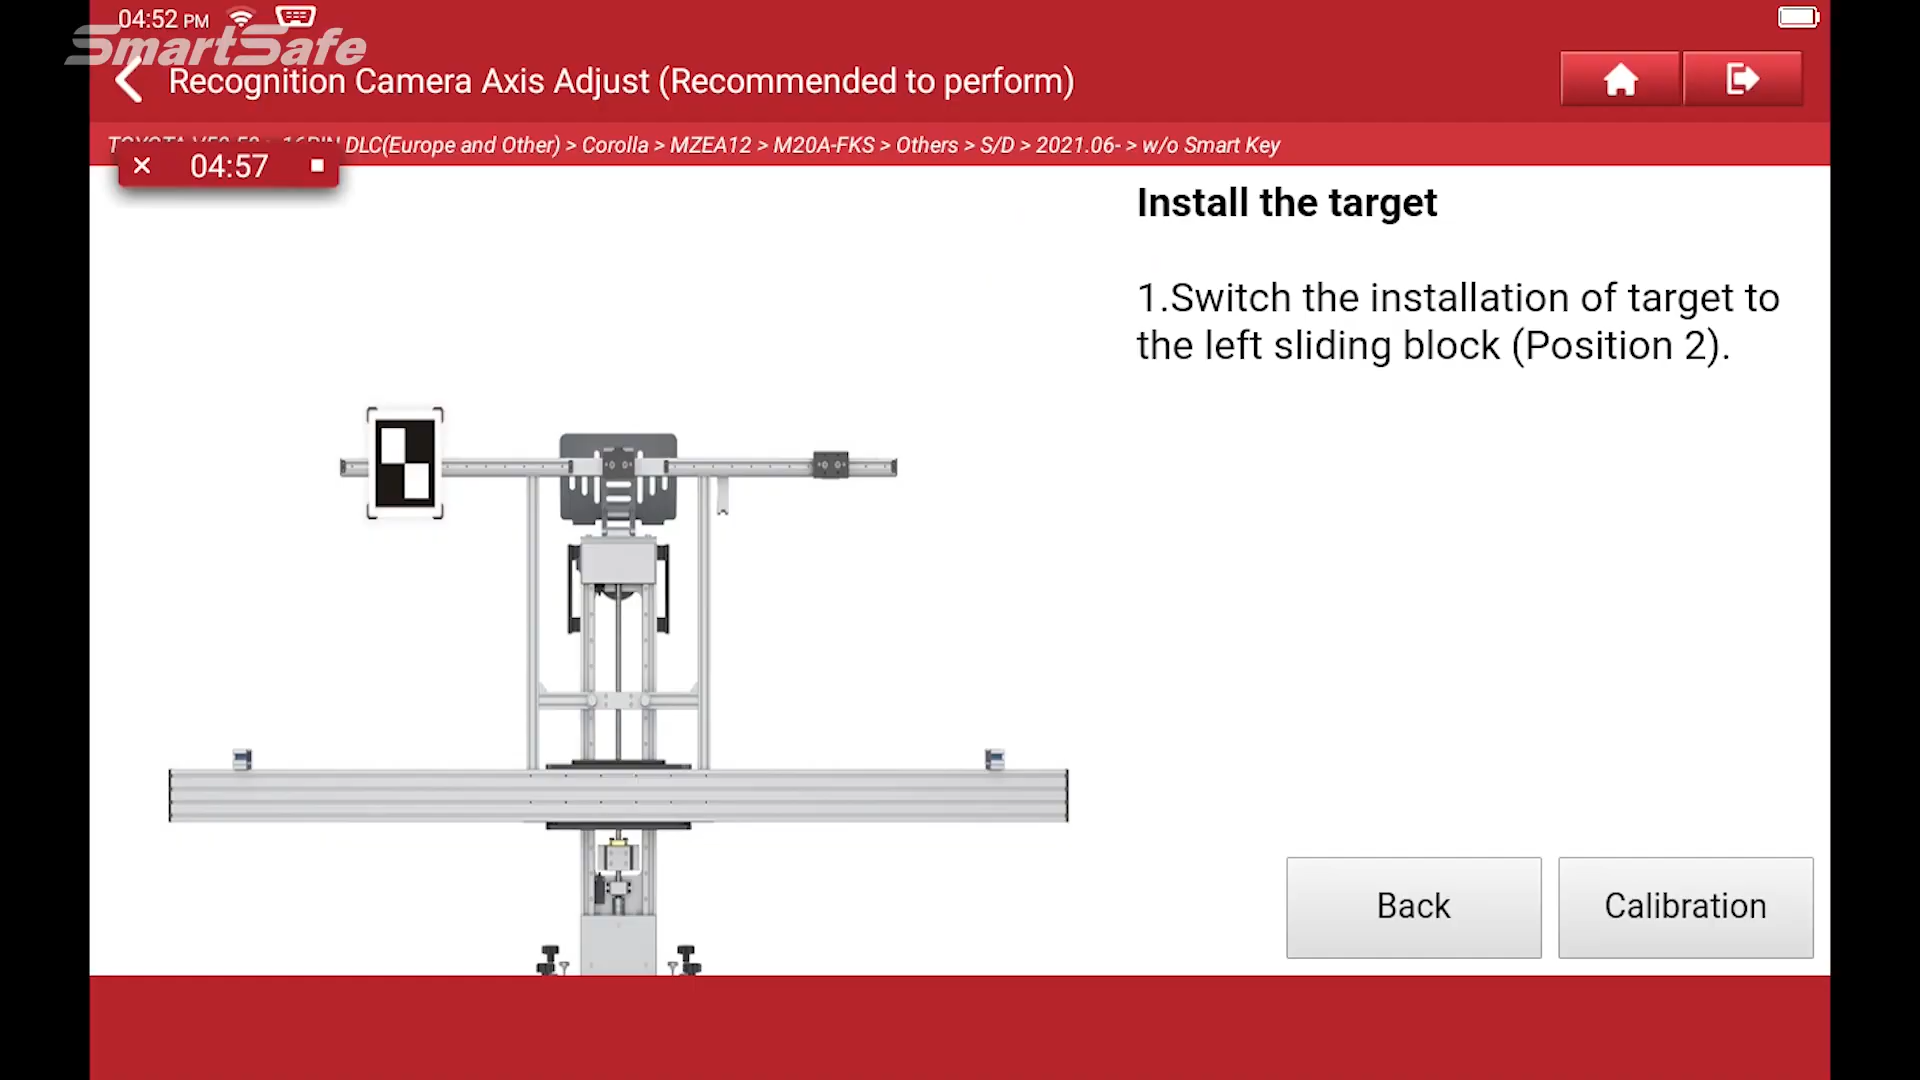 04:52 PM
SmartSafe
Recognition Camera Axis Adjust (Recommended to perform)
DLC(Europe and Other) > Corolla > MZEA12 > M20A-FKS > Others > S/D > 2021.06- > w/o Smart Key
04:57
Install the target
1.Switch the installation of target to
the left sliding block (Position 2).
Back
Calibration